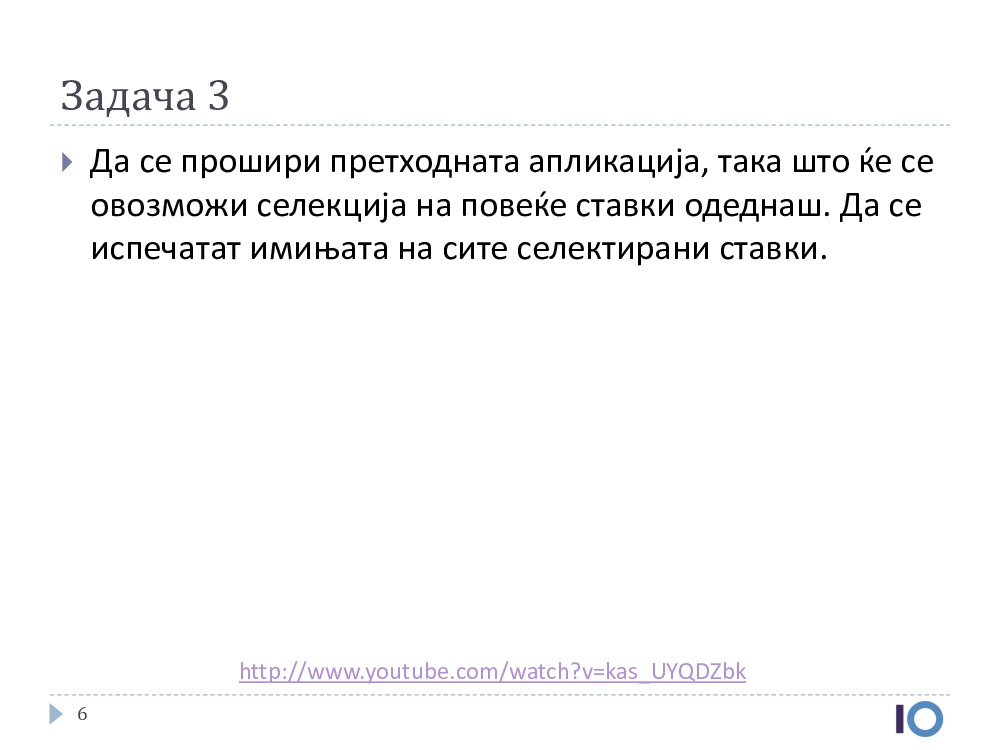 Задача 3
Да се прошири претходната апликација, така што ќе се
овозможи селекција на повеќе ставки одеднаш. Да се
испечатат имињата на сите селектирани ставки.
http://www.youtube.com/watch?v=kas_UYQDZbk
6
IO